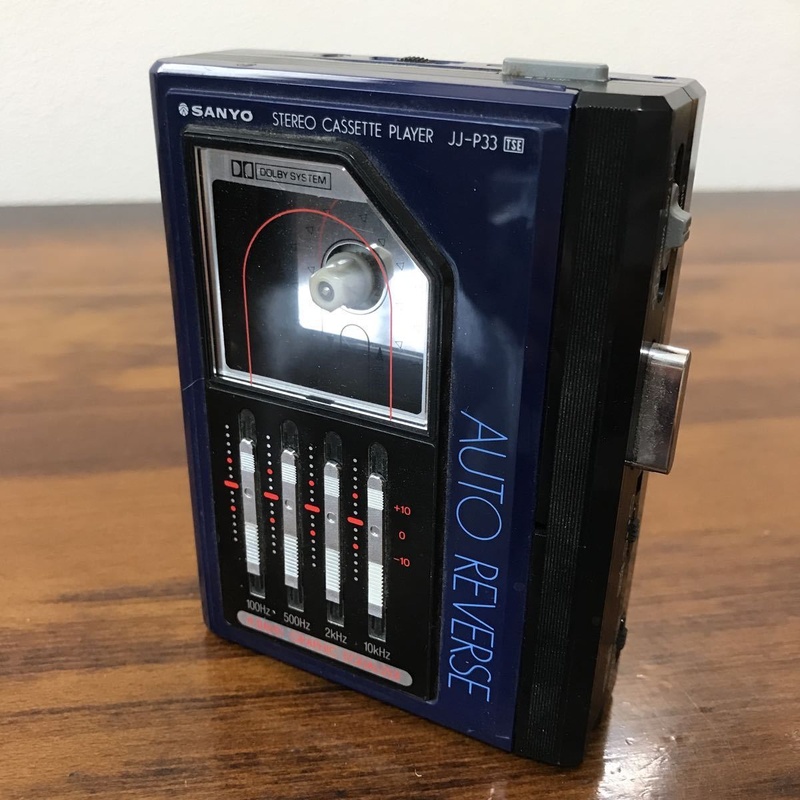 SANYO STEREO CASSETTE PLAYER JJ-P33 TSE
DOLBY SYSTEM
AUTO REVERSE
+10
0
-10
100Hz 500Hz 2kHz 10kHz